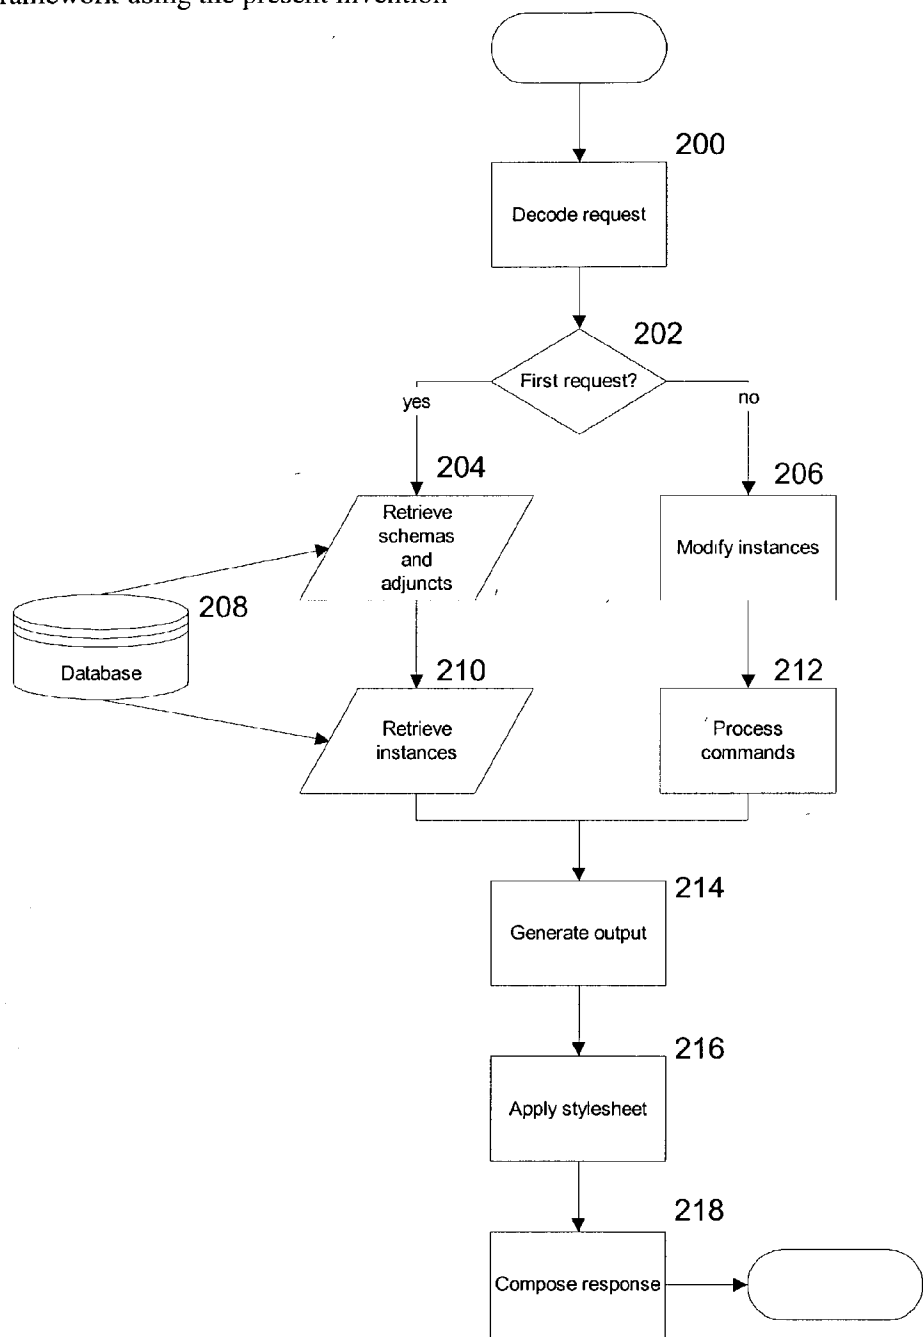 framework using the present invention
200
Decode request
202
First request?
yes
no
204
206
Retrieve
schemas
and
adjuncts
Modify instances
208
Database
210
212
Retrieve
instances
Process
commands
214
Generate output
216
Apply stylesheet
218
Compose response